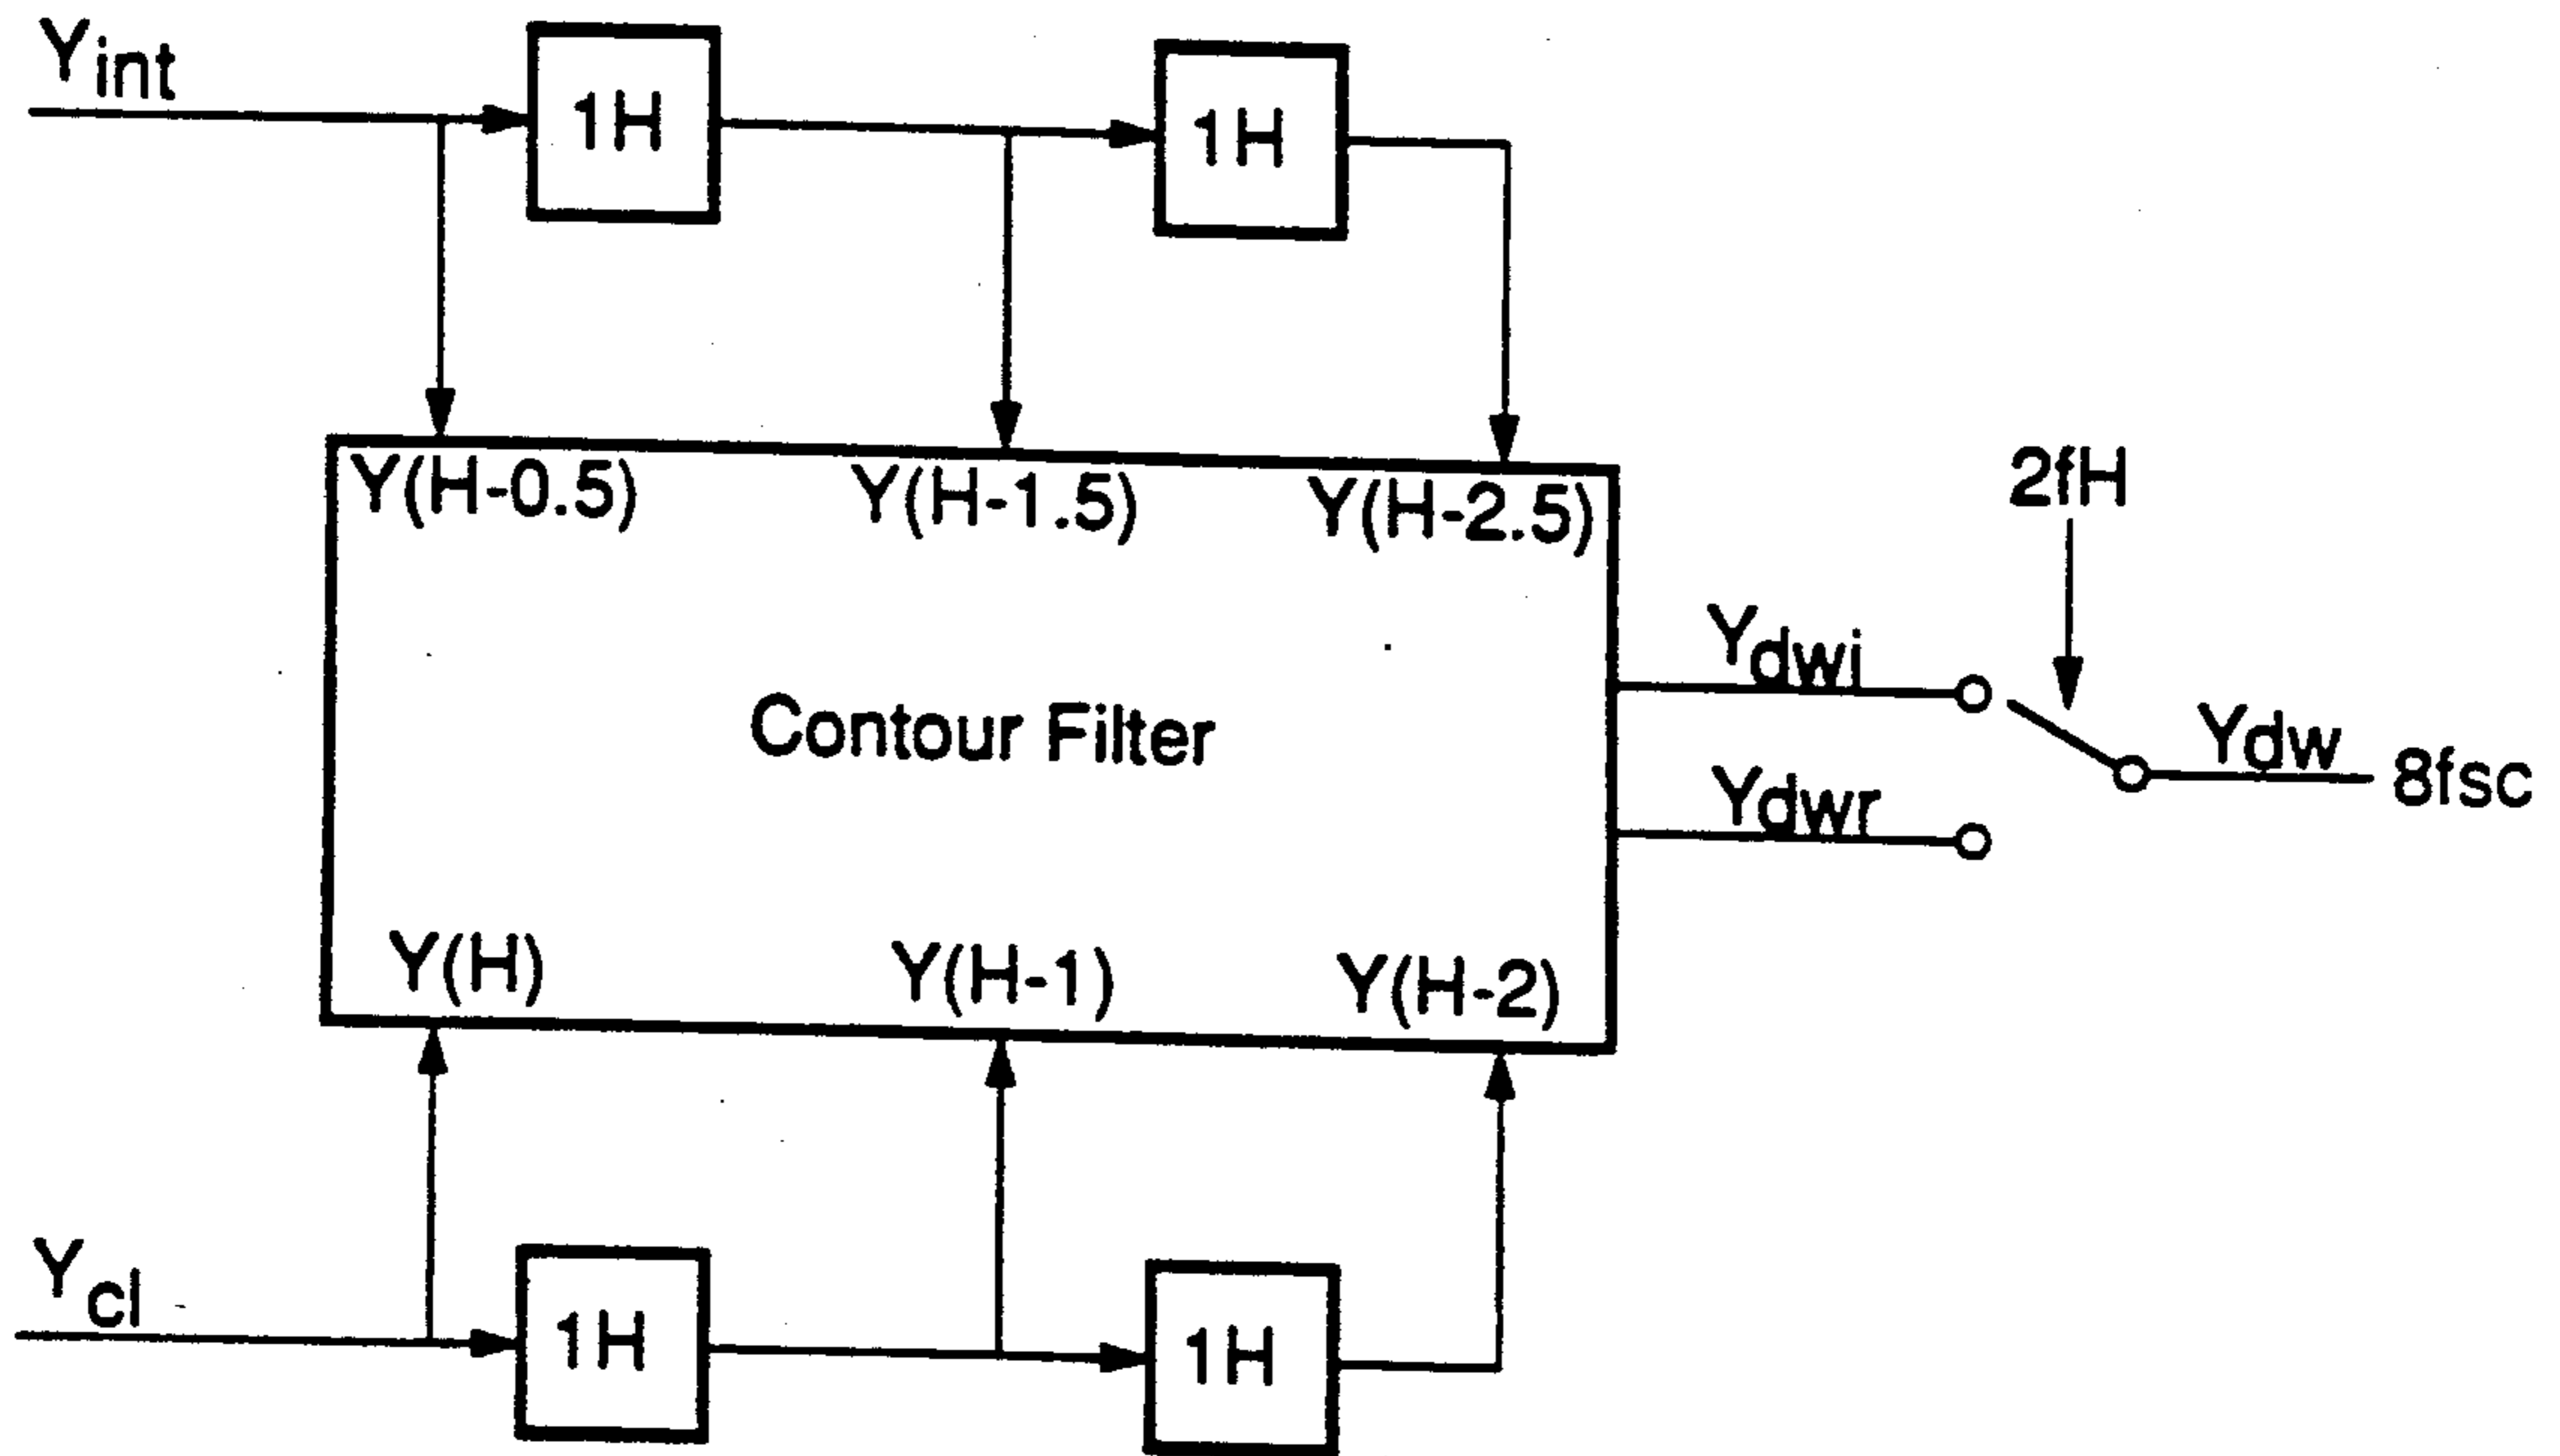 Yint
1H
1H
Y(H-0.5) Y(H-1.5) Y(H-2.5)
2fH
Ydwi
Contour Filter
Ydw
8fsc
Ydwr
Y(H) Y(H-1) Y(H-2)
Ycl
1H
1H